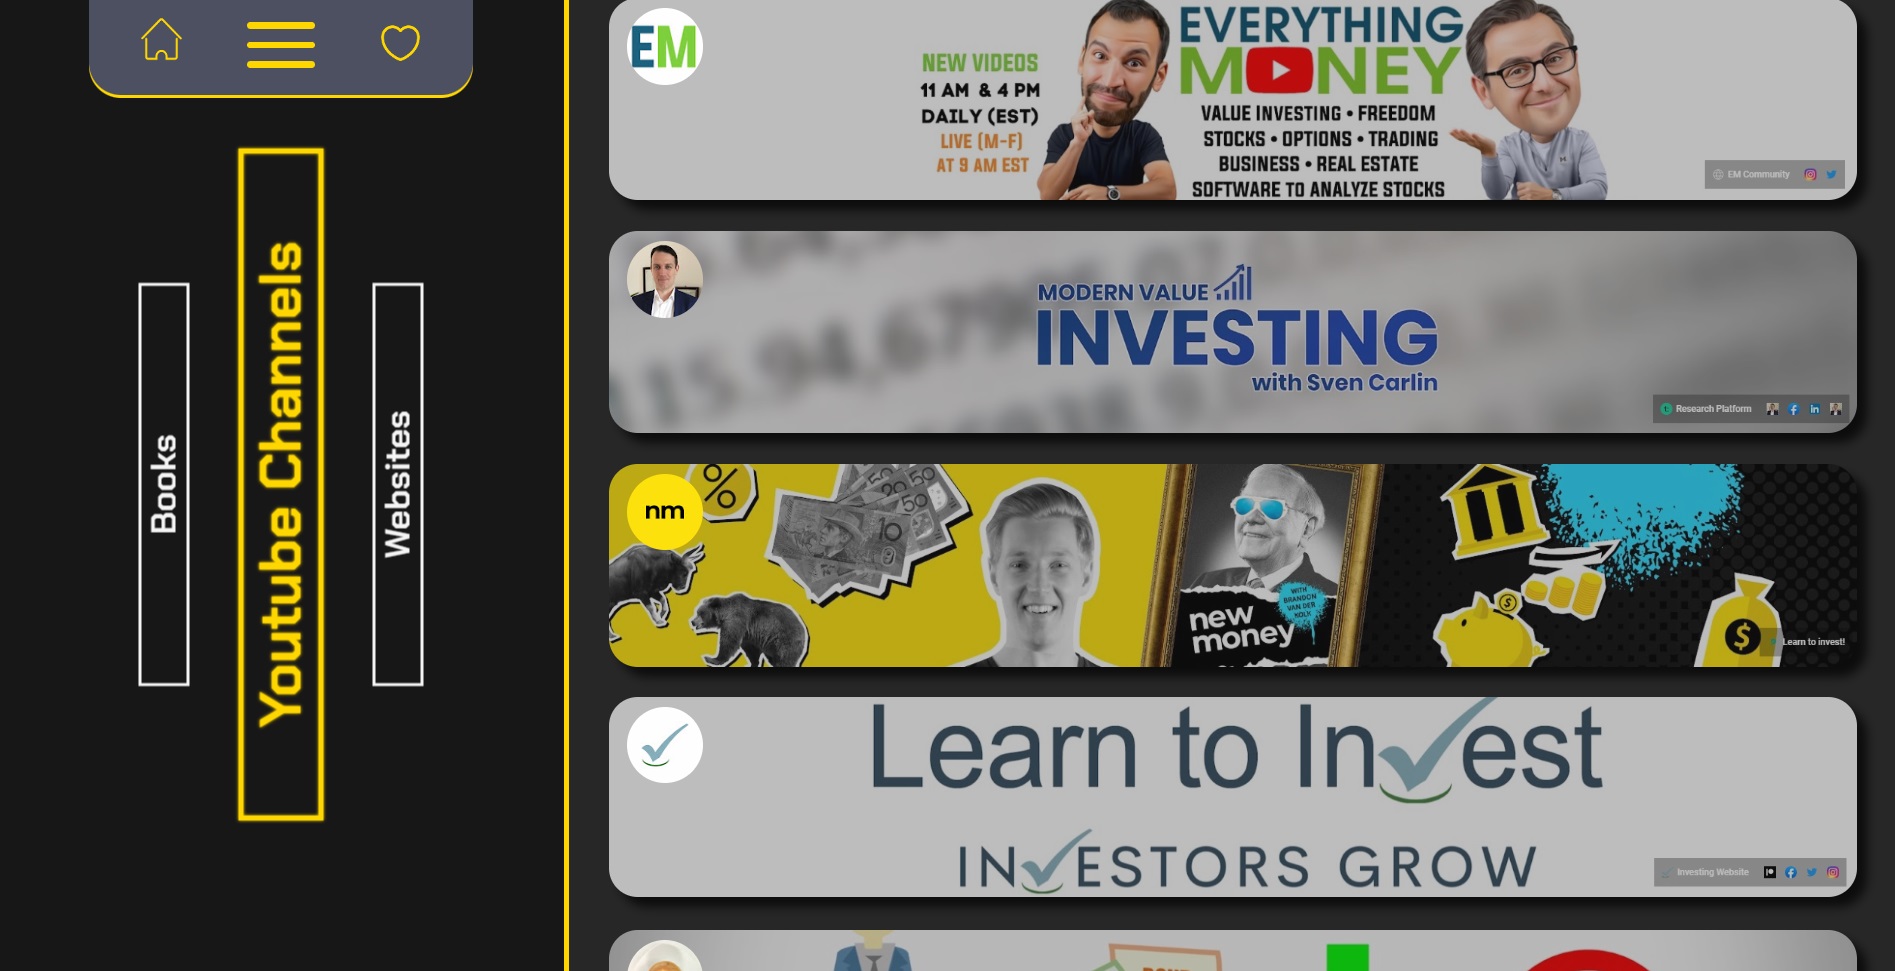 Books
Youtube Channels
Websites
EM
NEW VIDEOS
11 AM & 4 PM
DAILY (EST)
LIVE (M-F)
AT 9 AM EST
EVERYTHING
MONEY
VALUE INVESTING • FREEDOM
STOCKS • OPTIONS • TRADING
BUSINESS • REAL ESTATE
SOFTWARE TO ANALYZE STOCKS
EM Community
MODERN VALUE
INVESTING
with Sven Carlin
Research Platform
nm
%
10
50
50
new
money
WITH
BRANDON
VAN DER
KOLK
$
$
Learn to invest!
Learn to Invest
INVESTORS GROW
Investing Website